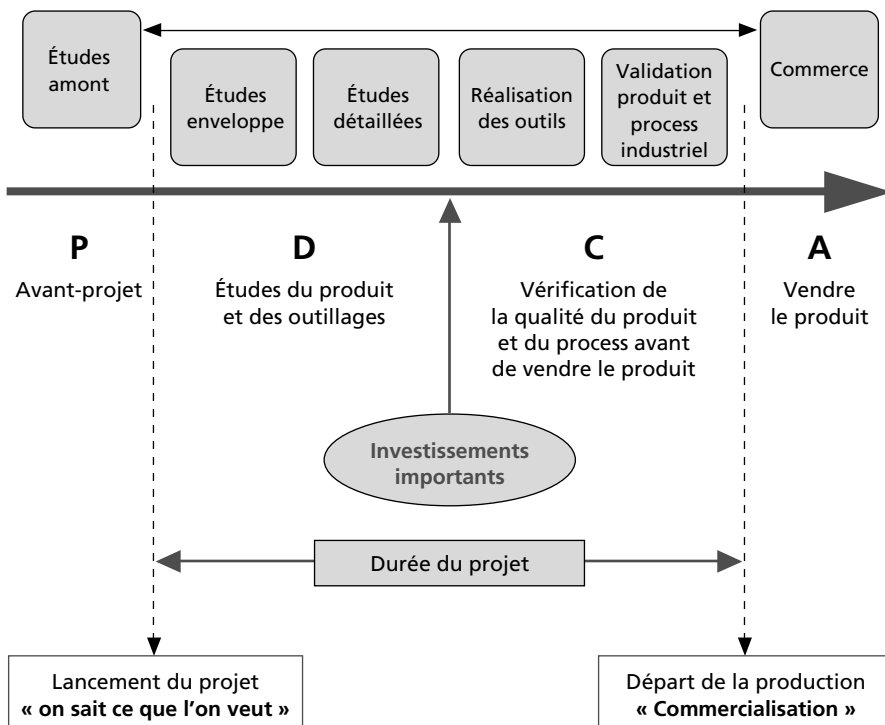 Études
amont
Études
enveloppe
Études
détaillées
Réalisation
des outils
Validation
produit et
process
industriel
Commerce
P
Avant-projet
D
Études du produit
et des outillages
C
Vérification de
la qualité du produit
et du process avant
de vendre le produit
A
Vendre
le produit
Investissements
importants
Durée du projet
Lancement du projet
« on sait ce que l'on veut »
Départ de la production
« Commercialisation »